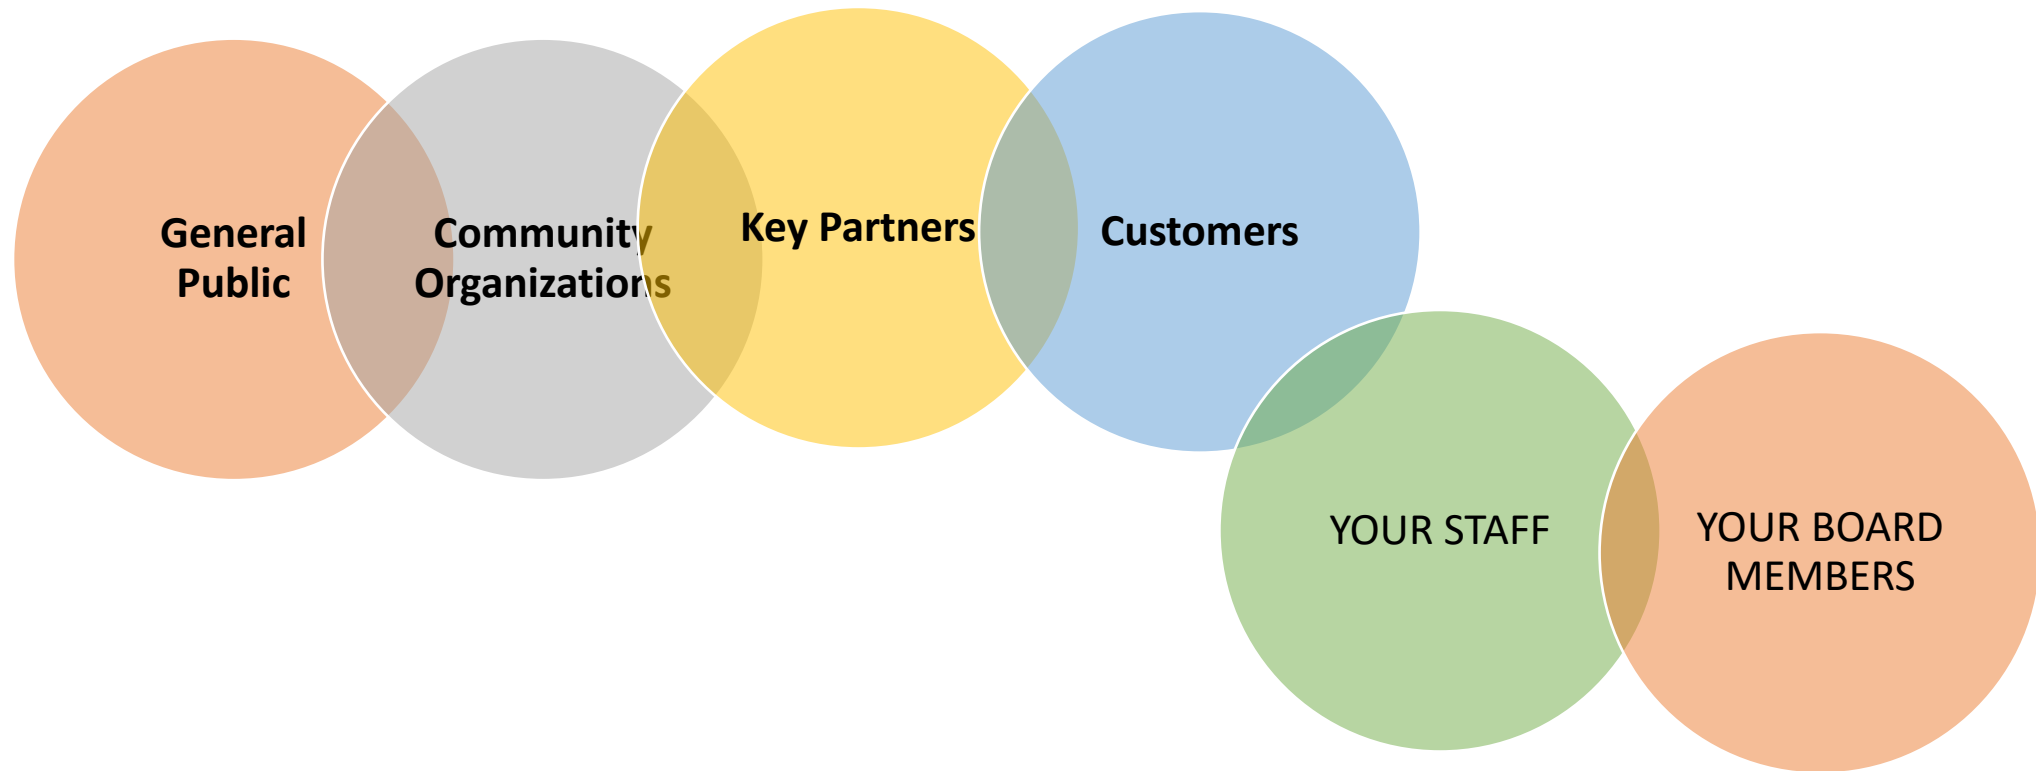 General
Public
Community
Organizations
Key Partners
Customers
YOUR STAFF
YOUR BOARD
MEMBERS